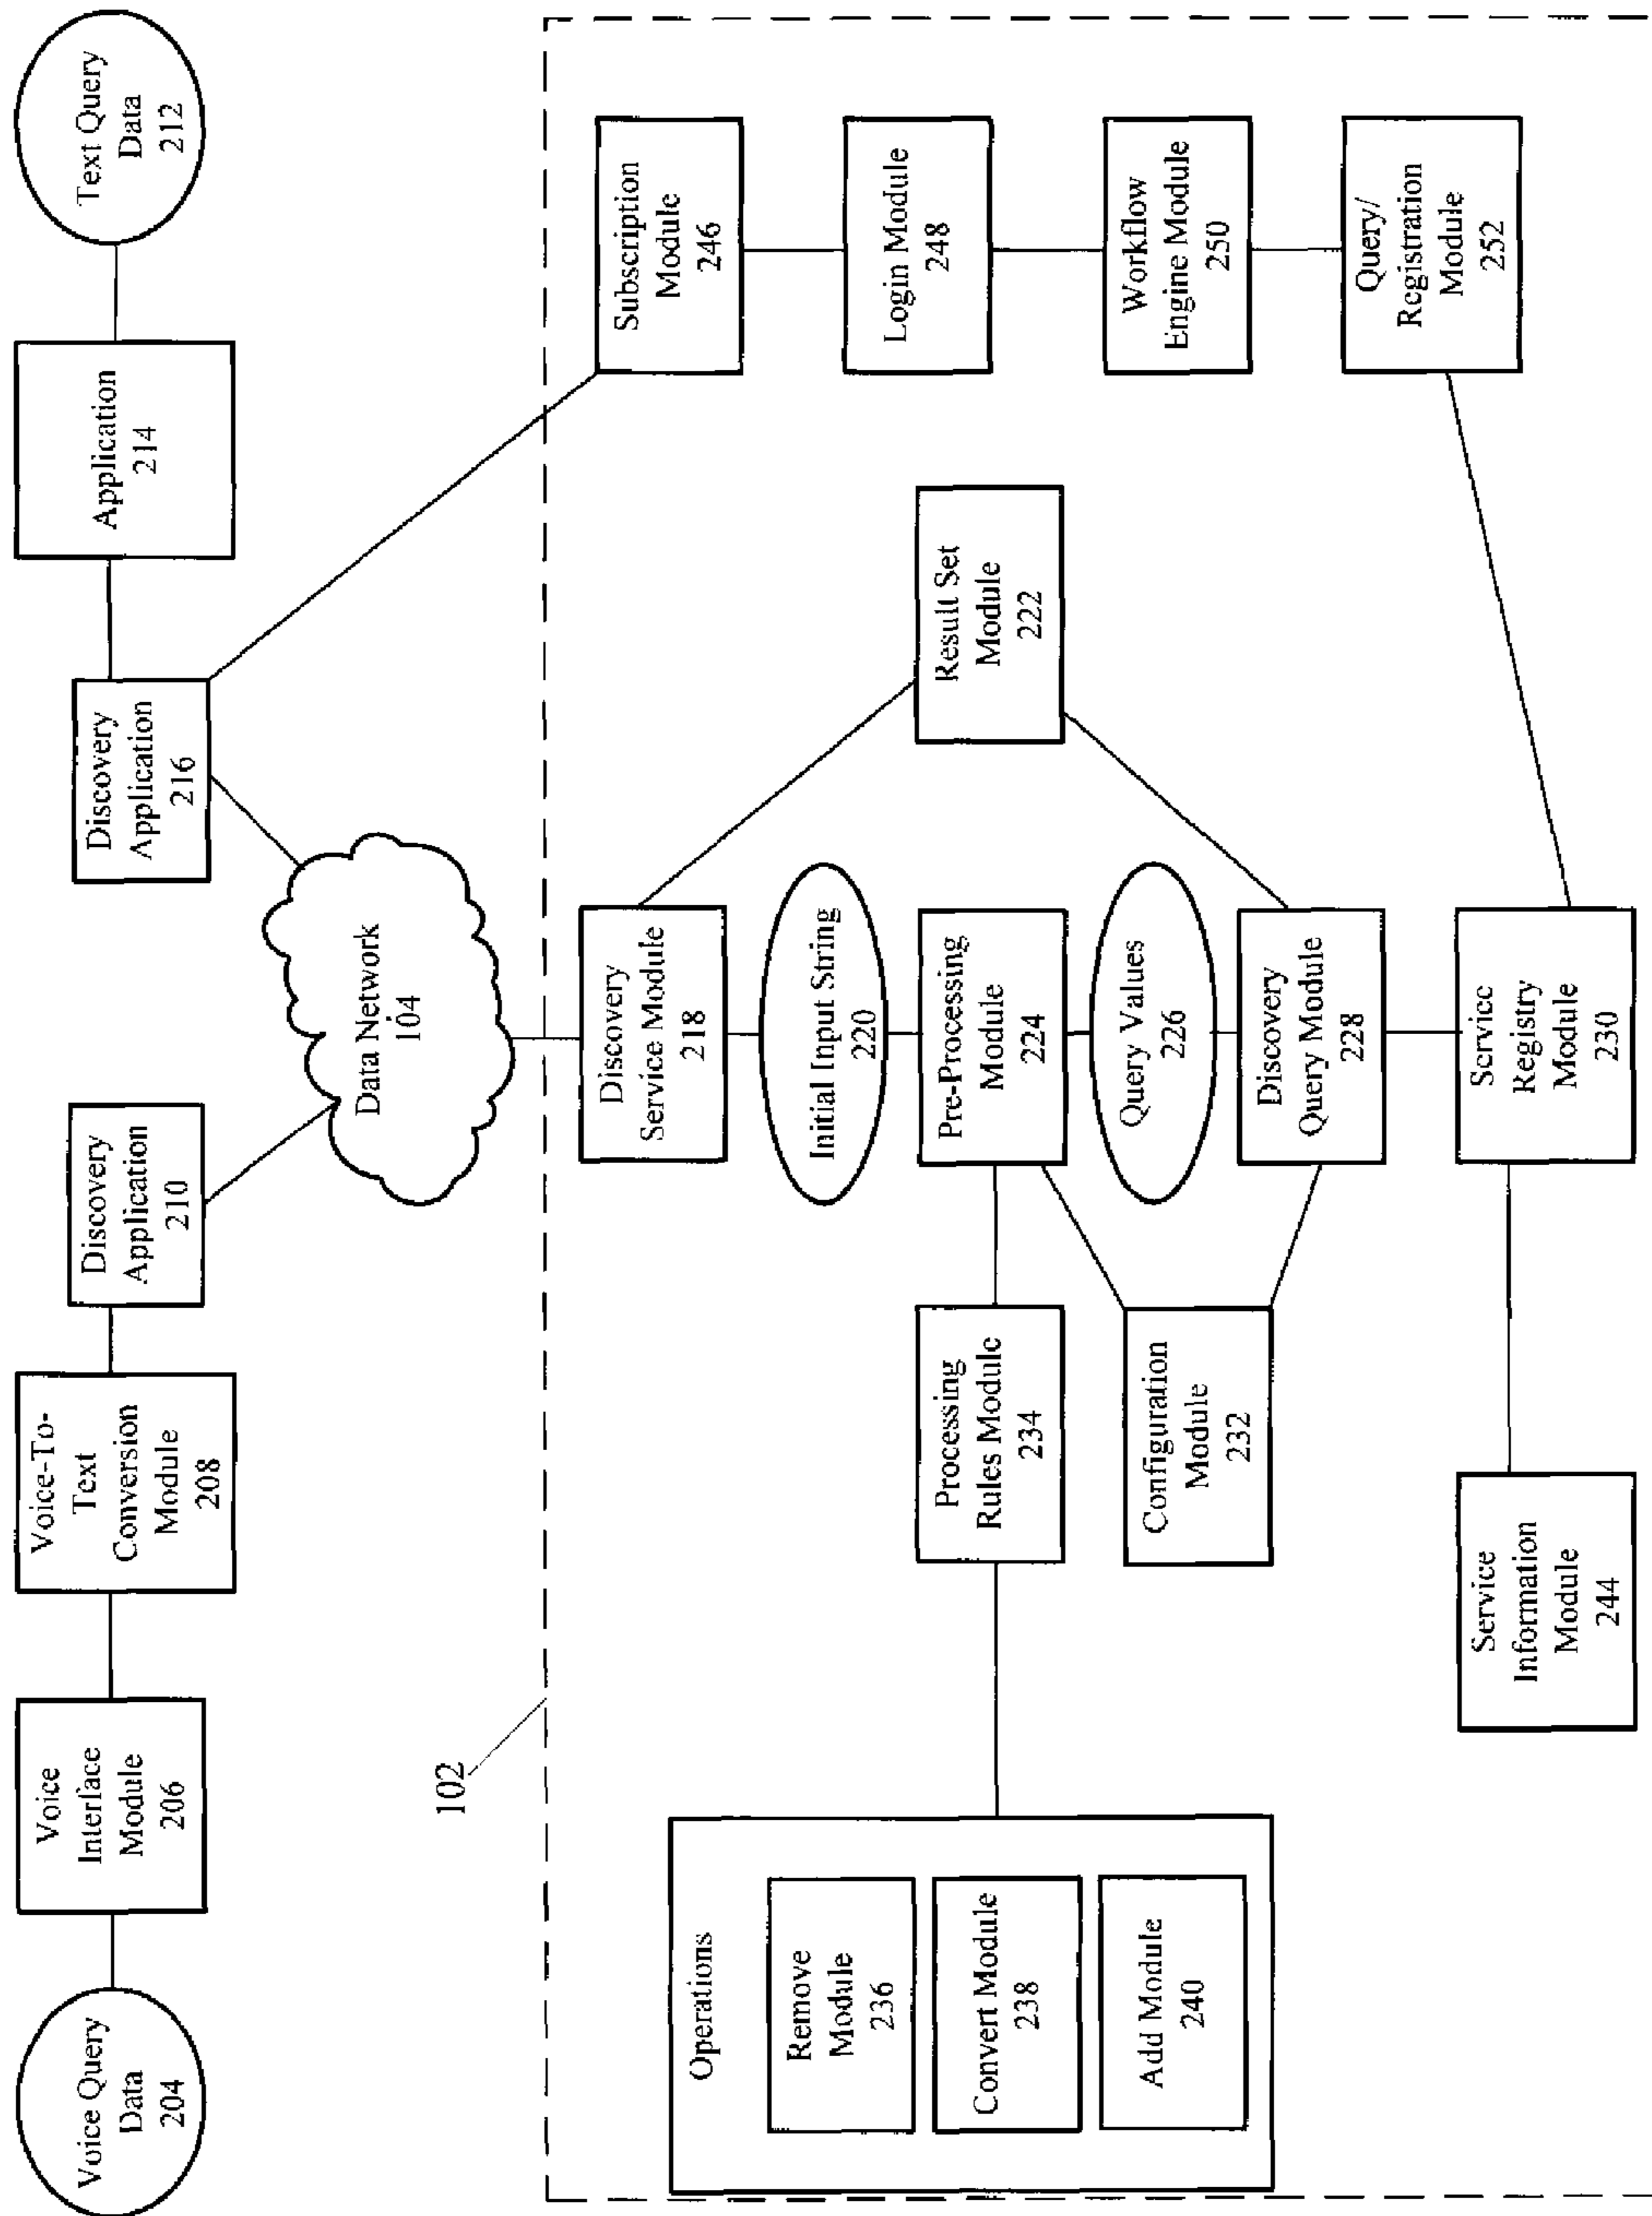 Voice Query
Data
204
Voice
Interface
Module
206
Voice-To-
Text
Conversion
Module
208
Discovery
Application
210
Discovery
Application
216
Application
214
Text Query
Data
212
Data Network
104
102
Discovery
Service Module
218
Subscription
Module
246
Initial Input String
220
Login Module
248
Operations
Remove
Module
236
Convert Module
238
Add Module
240
Processing
Rules Module
234
Pre-Processing
Module
224
Result Set
Module
222
Configuration
Module
232
Query Values
226
Workflow
Engine Module
250
Discovery
Query Module
228
Query/
Registration
Module
252
Service
Information
Module
244
Service
Registry
Module
230